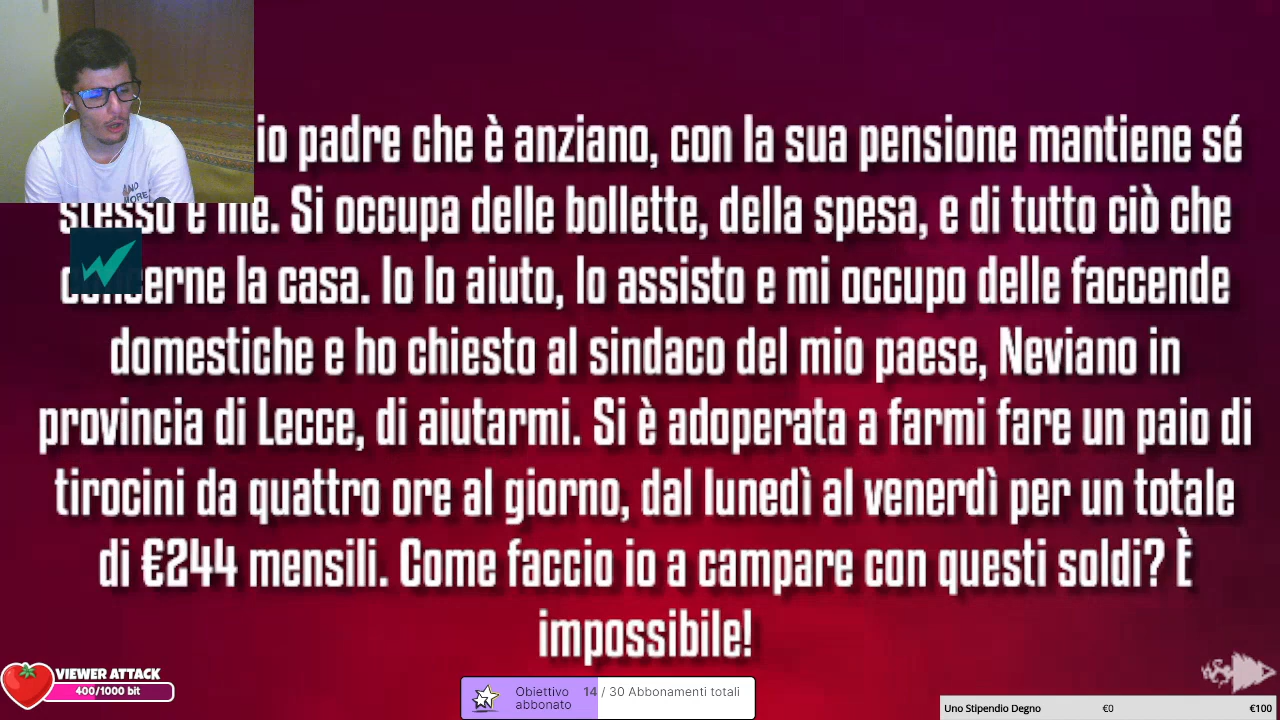 io padre che è anziano, con la sua pensione mantiene sé
stesso e me. Si occupa delle bollette, della spesa, e di tutto ciò che
concerne la casa. Io lo aiuto, lo assisto e mi occupo delle faccende
domestiche e ho chiesto al sindaco del mio paese, Neviano in
provincia di Lecce, di aiutarmi. Si è adoperata a farmi fare un paio di
tirocini da quattro ore al giorno, dal lunedì al venerdì per un totale
di €244 mensili. Come faccio io a campare con questi soldi? È
impossibile!
VIEWER ATTACK
400/1000 bit
Obiettivo abbonato
14 / 30 Abbonamenti totali
Uno Stipendio Degno €0 €100